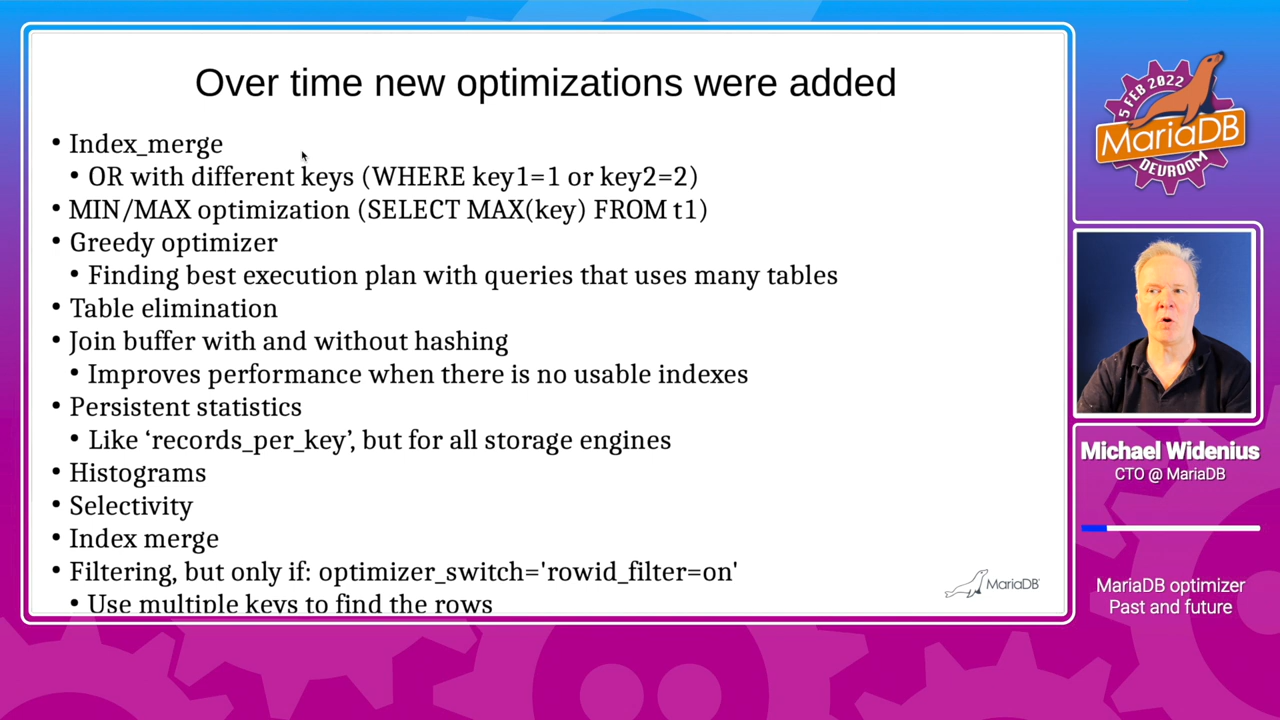 Over time new optimizations were added
• Index_merge
• OR with different keys (WHERE key1=1 or key2=2)
• MIN/MAX optimization (SELECT MAX(key) FROM t1)
• Greedy optimizer
• Finding best execution plan with queries that uses many tables
• Table elimination
• Join buffer with and without hashing
• Improves performance when there is no usable indexes
• Persistent statistics
• Like ‘records_per_key’, but for all storage engines
• Histograms
• Selectivity
• Index merge
• Filtering, but only if: optimizer_switch='rowid_filter=on'
• Use multiple keys to find the rows
MariaDB
5 FEB 2022
MariaDB
DEVROOM
Michael Widenius
CTO @ MariaDB
MariaDB optimizer
Past and future